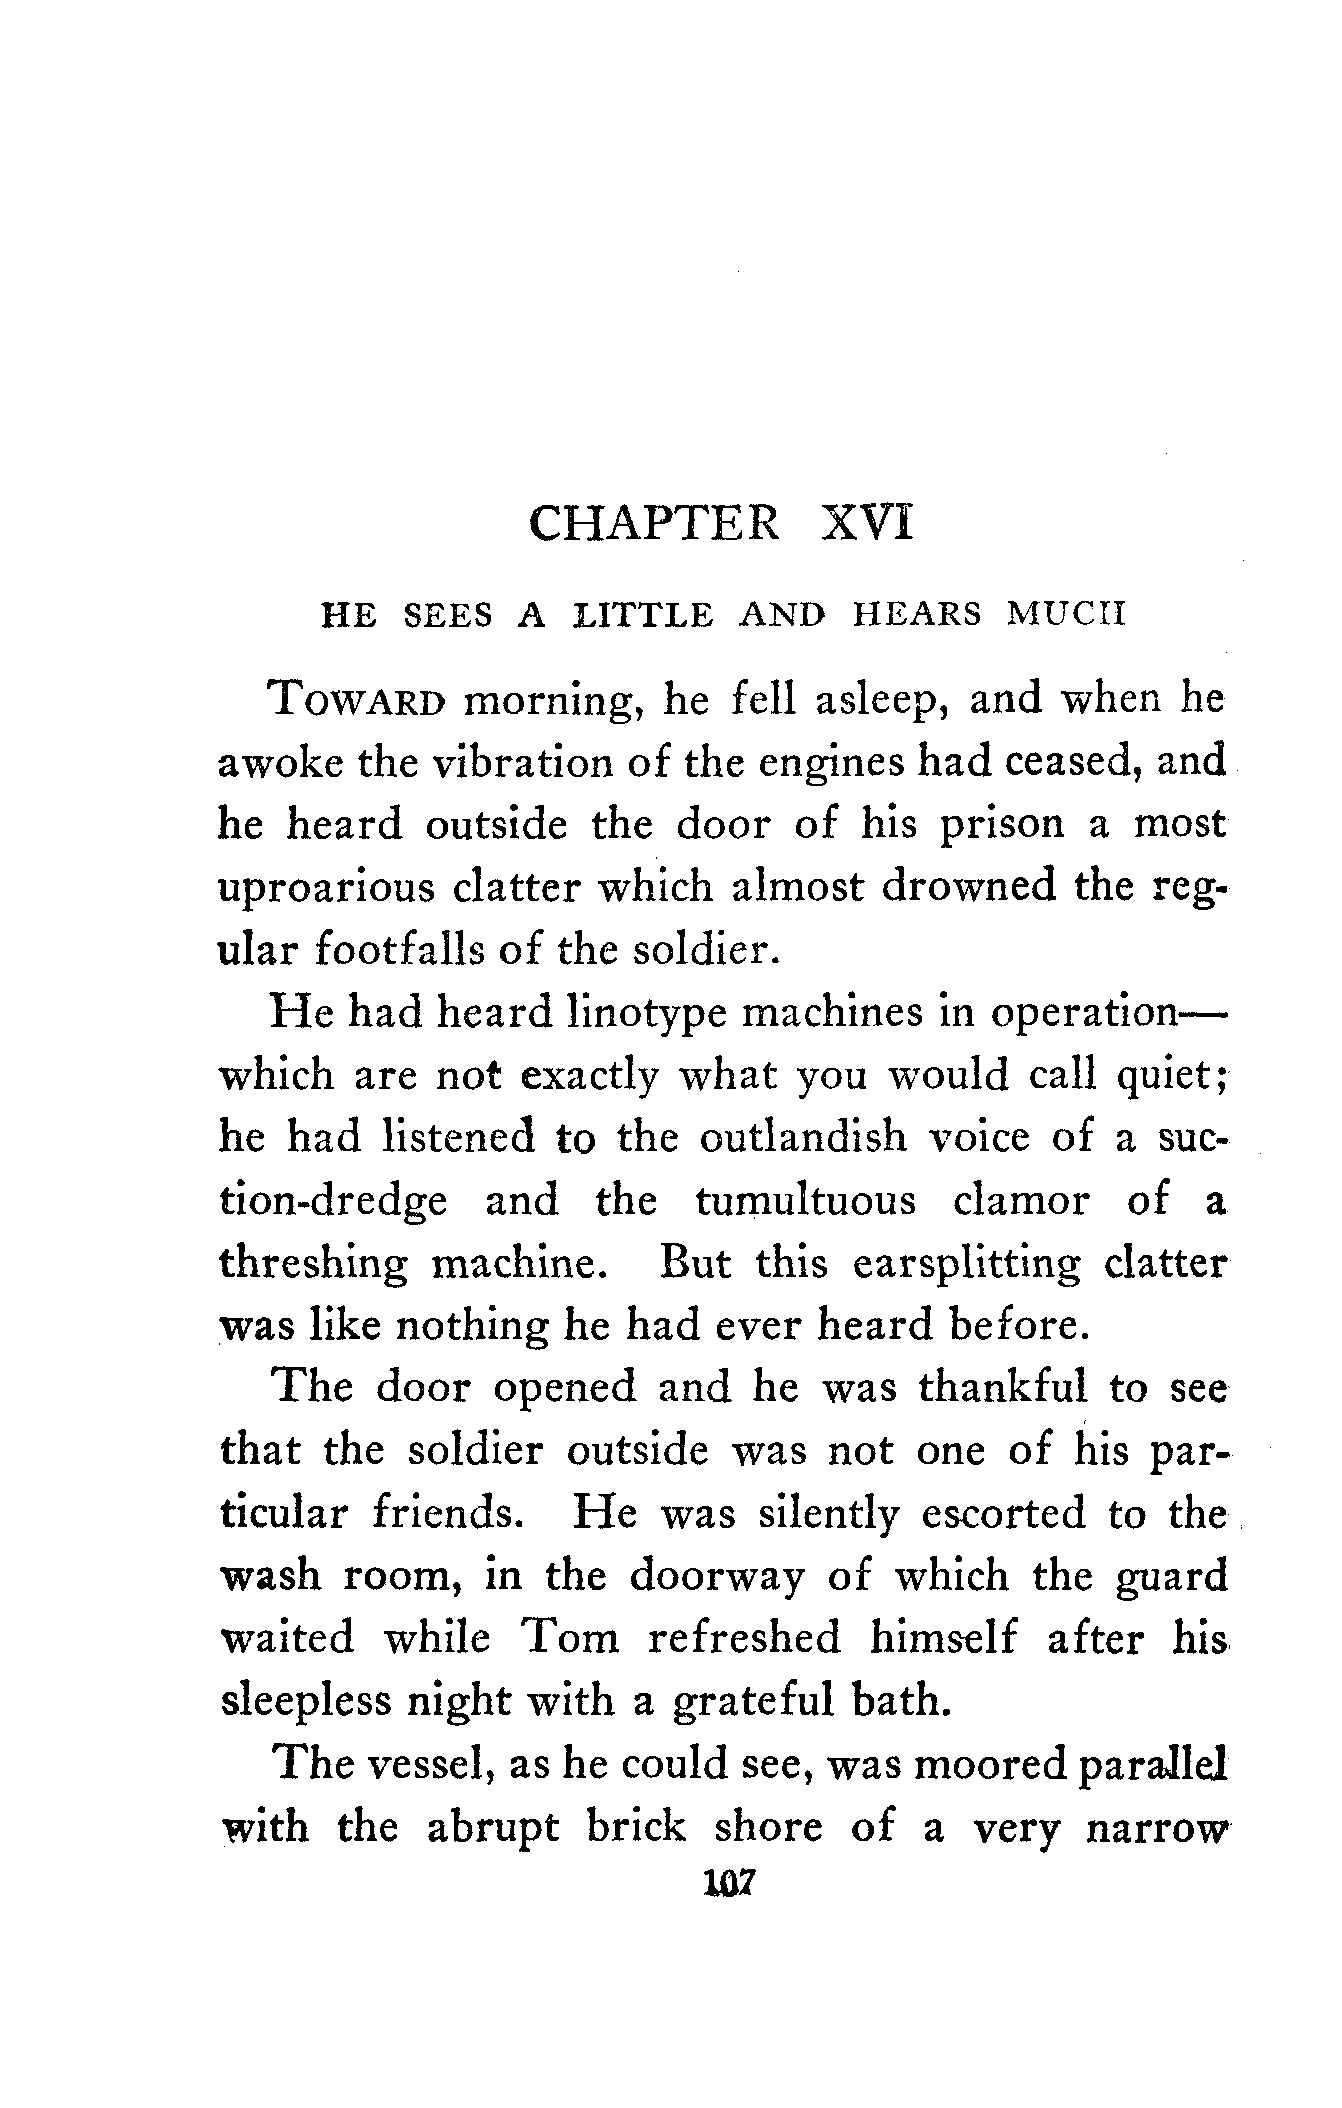 CHAPTER XVI
HE SEES A LITTLE AND HEARS MUCH
TOWARD morning, he fell asleep, and when he
awoke the vibration of the engines had ceased, and
he heard outside the door of his prison a most
uproarious clatter which almost drowned the reg-
ular footfalls of the soldier.
He had heard linotype machines in operation—
which are not exactly what you would call quiet;
he had listened to the outlandish voice of a suc-
tion-dredge and the tumultuous clamor of a
threshing machine. But this earsplitting clatter
was like nothing he had ever heard before.
The door opened and he was thankful to see
that the soldier outside was not one of his par-
ticular friends. He was silently escorted to the
wash room, in the doorway of which the guard
waited while Tom refreshed himself after his
sleepless night with a grateful bath.
The vessel, as he could see, was moored parallel
with the abrupt brick shore of a very narrow
107